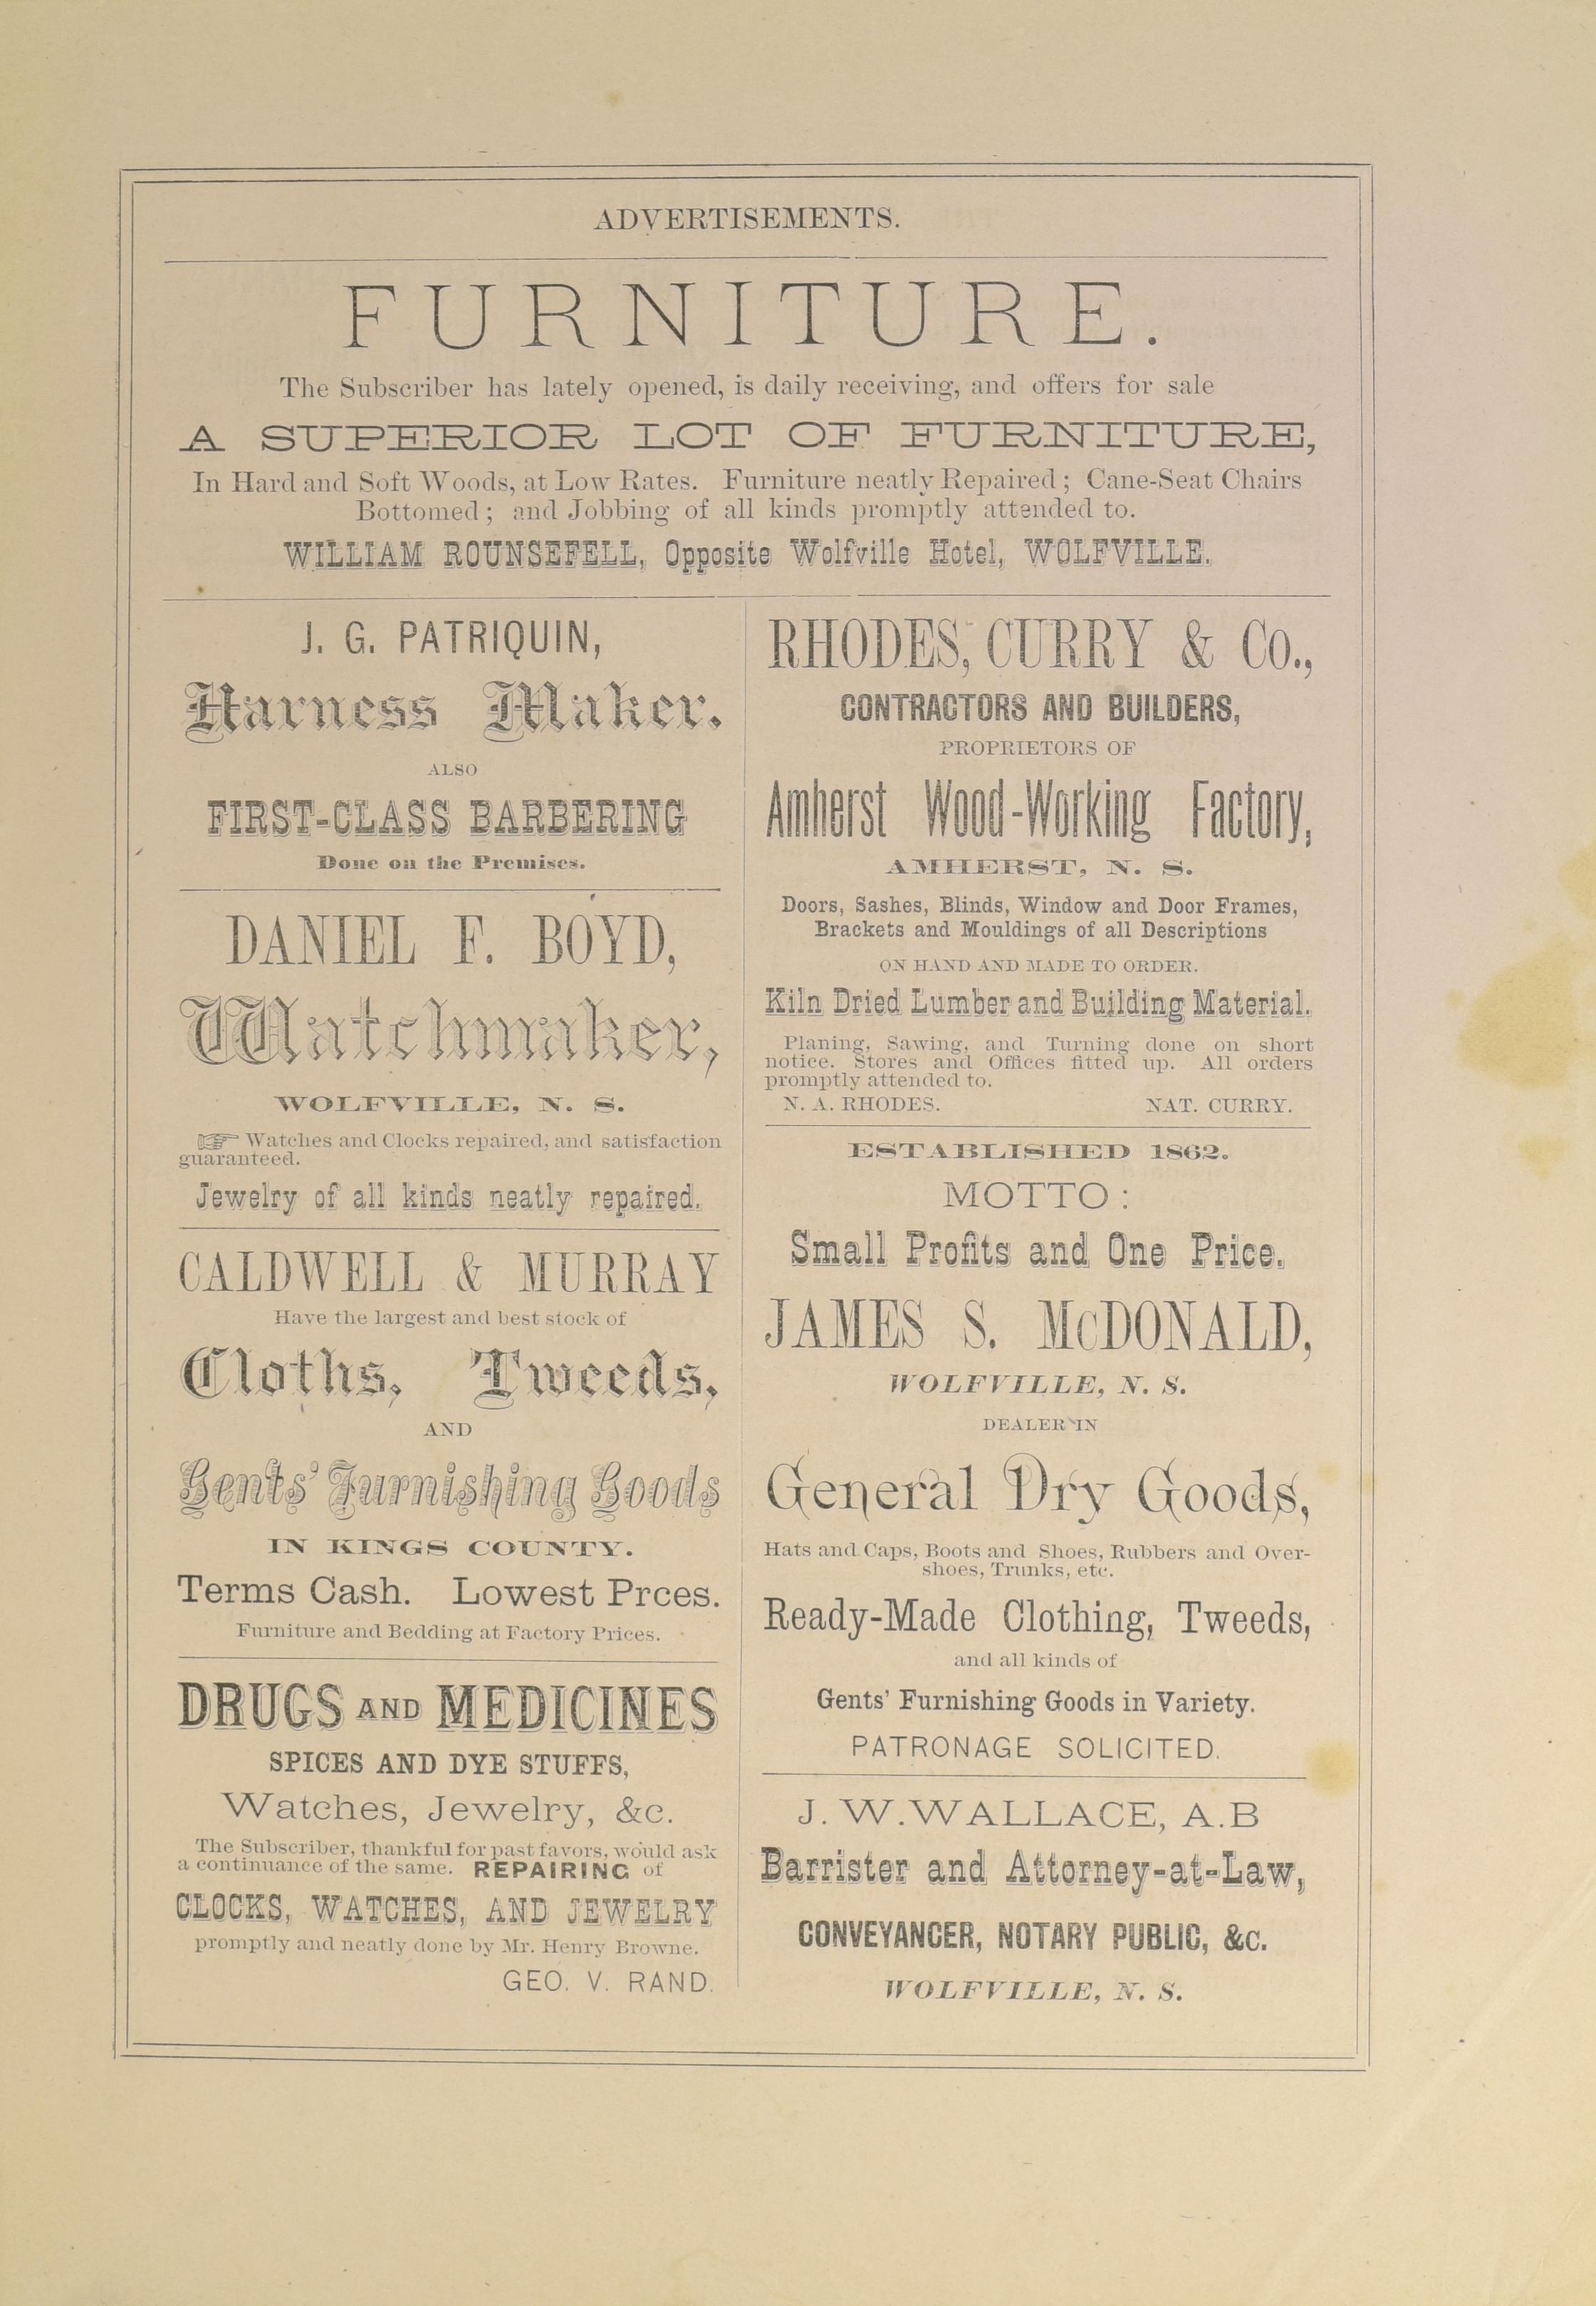 ADVERTISEMENTS.
FURNITURE.
The Subscriber has lately opened, is daily receiving, and offers for sale
A SUPERIOR LOT OF FURNITURE,
In Hard and Soft Woods, at Low Rates. Furniture neatly Repaired; Cane-Seat Chairs
Bottomed; and Jobbing of all kinds promptly attended to.
WILLIAM ROUNSEFELL, Opposite Wolfville Hotel, WOLFVILLE.
J. G. PATRIQUIN,
Harness Maker.
ALSO
FIRST-CLASS BARBERING
Done on the Premises.
DANIEL F. BOYD,
Watchmaker,
WOLFVILLE, N. S.
☞ Watches and Clocks repaired, and satisfaction
guaranteed.
Jewelry of all kinds neatly repaired.
CALDWELL & MURRAY
Have the largest and best stock of
Cloths, Tweeds,
AND
Gents' Furnishing Goods
IN KINGS COUNTY.
Terms Cash. Lowest Prces.
Furniture and Bedding at Factory Prices.
DRUGS AND MEDICINES
SPICES AND DYE STUFFS,
Watches, Jewelry, &c.
The Subscriber, thankful for past favors, would ask
a continuance of the same. REPAIRING of
CLOCKS, WATCHES, AND JEWELRY
promptly and neatly done by Mr. Henry Browne.
GEO. V. RAND.
RHODES, CURRY & Co.,
CONTRACTORS AND BUILDERS,
PROPRIETORS OF
Amherst Wood-Working Factory,
AMHERST, N. S.
Doors, Sashes, Blinds, Window and Door Frames,
Brackets and Mouldings of all Descriptions
ON HAND AND MADE TO ORDER.
Kiln Dried Lumber and Building Material.
Planing, Sawing, and Turning done on short
notice. Stores and Offices fitted up. All orders
promptly attended to.
N. A. RHODES. NAT. CURRY.
ESTABLISHED 1862.
MOTTO:
Small Profits and One Price.
JAMES S. McDONALD,
WOLFVILLE, N. S.
DEALER IN
General Dry Goods,
Hats and Caps, Boots and Shoes, Rubbers and Over-
shoes, Trunks, etc.
Ready-Made Clothing, Tweeds,
and all kinds of
Gents' Furnishing Goods in Variety.
PATRONAGE SOLICITED.
J. W. WALLACE, A.B
Barrister and Attorney-at-Law,
CONVEYANCER, NOTARY PUBLIC, &c.
WOLFVILLE, N. S.